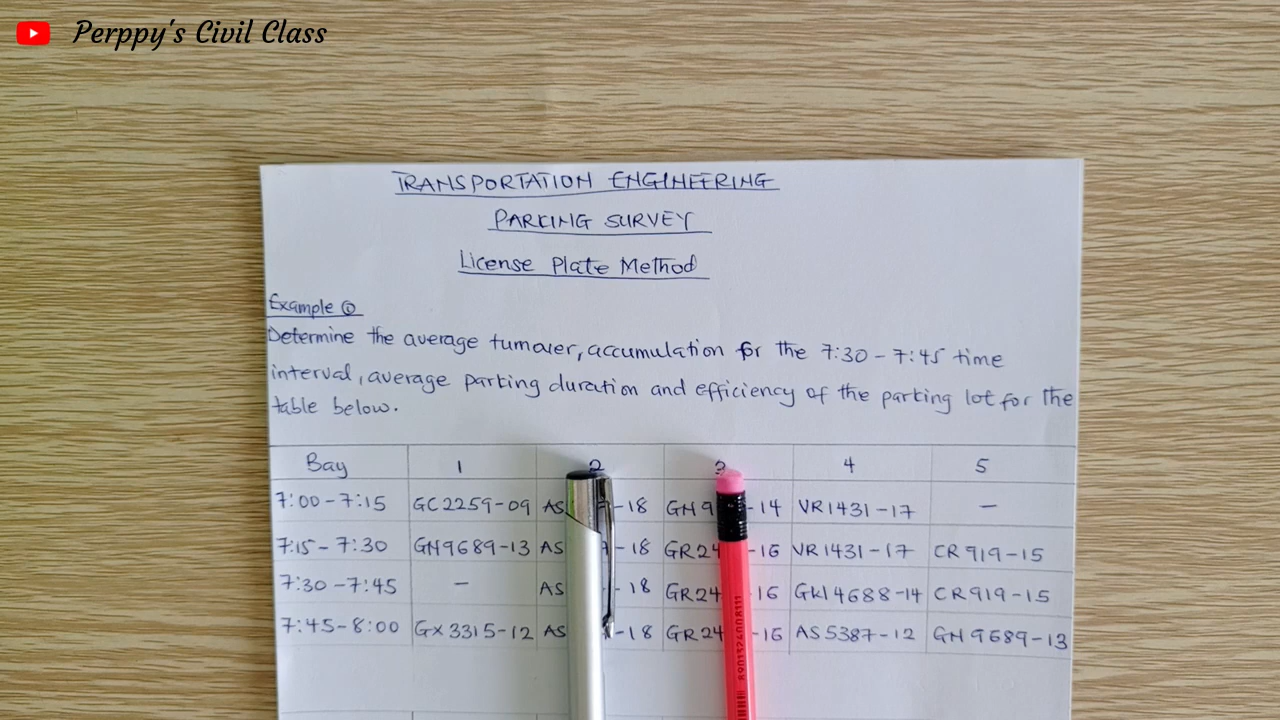 Perppy's Civil Class
TRANSPORTATION ENGINEERING
PARKING SURVEY
License Plate Method
Example ①
Determine the average turnover, accumulation for the 7:30 - 7:45 time
interval, average parking duration and efficiency of the parking lot for the
table below.
Bay 1 2 3 4 5
7:00 - 7:15 GC2259-09 AS -18 GN9 -14 VR1431-17 -
7:15 - 7:30 GN9689-13 AS -18 GR24 -16 VR1431-17 CR919-15
7:30 - 7:45 - AS -18 GR24 -16 GK14688-14 CR919-15
7:45 - 8:00 GX3315-12 AS -18 GR24 -16 AS5387-12 GN9689-13